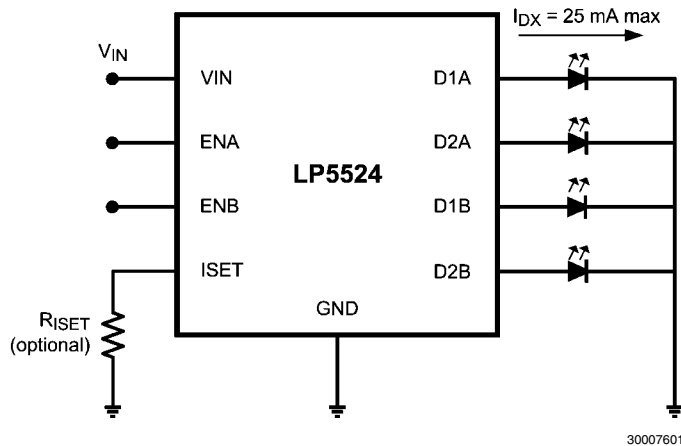 I_DX = 25 mA max
V_IN
VIN D1A
ENA D2A
LP5524
ENB D1B
ISET D2B
GND
R_ISET
(optional)
30007601